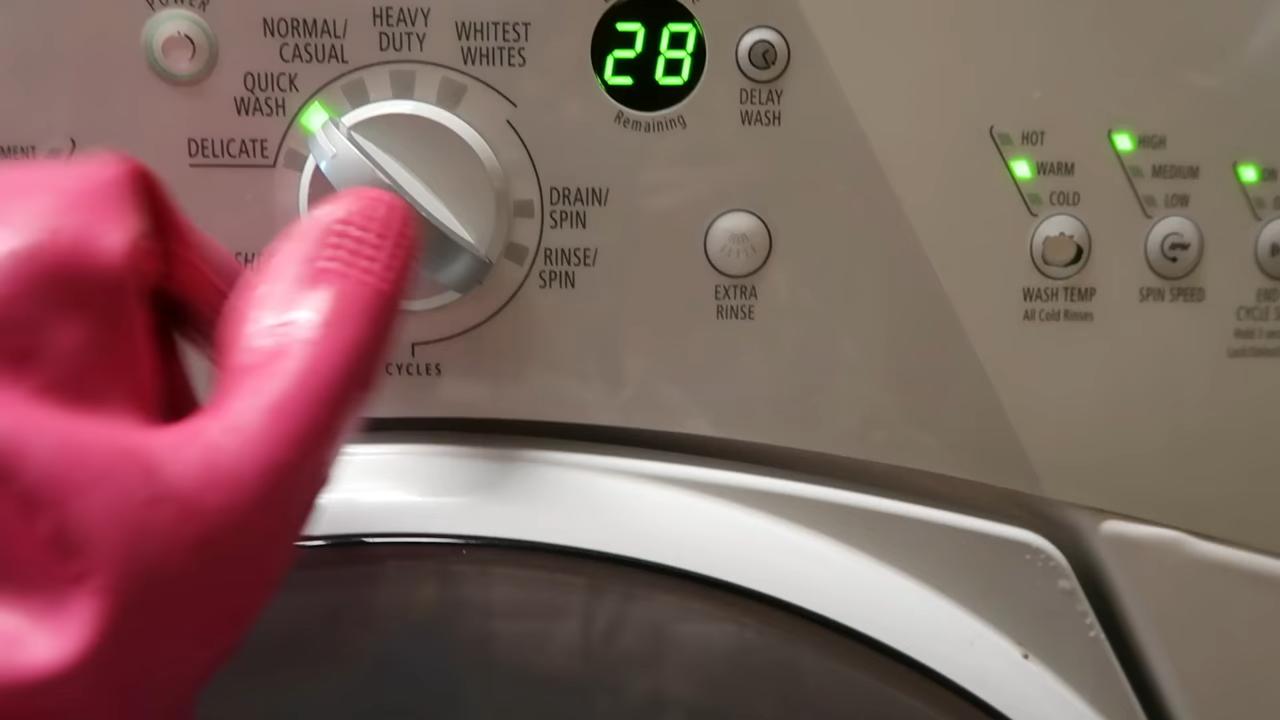 POWER
NORMAL/
CASUAL
HEAVY
DUTY
WHITEST
WHITES
QUICK
WASH
DELICATE
28
Remaining
DELAY
WASH
DRAIN/
SPIN
RINSE/
SPIN
EXTRA
RINSE
CYCLES
HOT
WARM
COLD
WASH TEMP
All Cold Rinses
HIGH
MEDIUM
LOW
SPIN SPEED